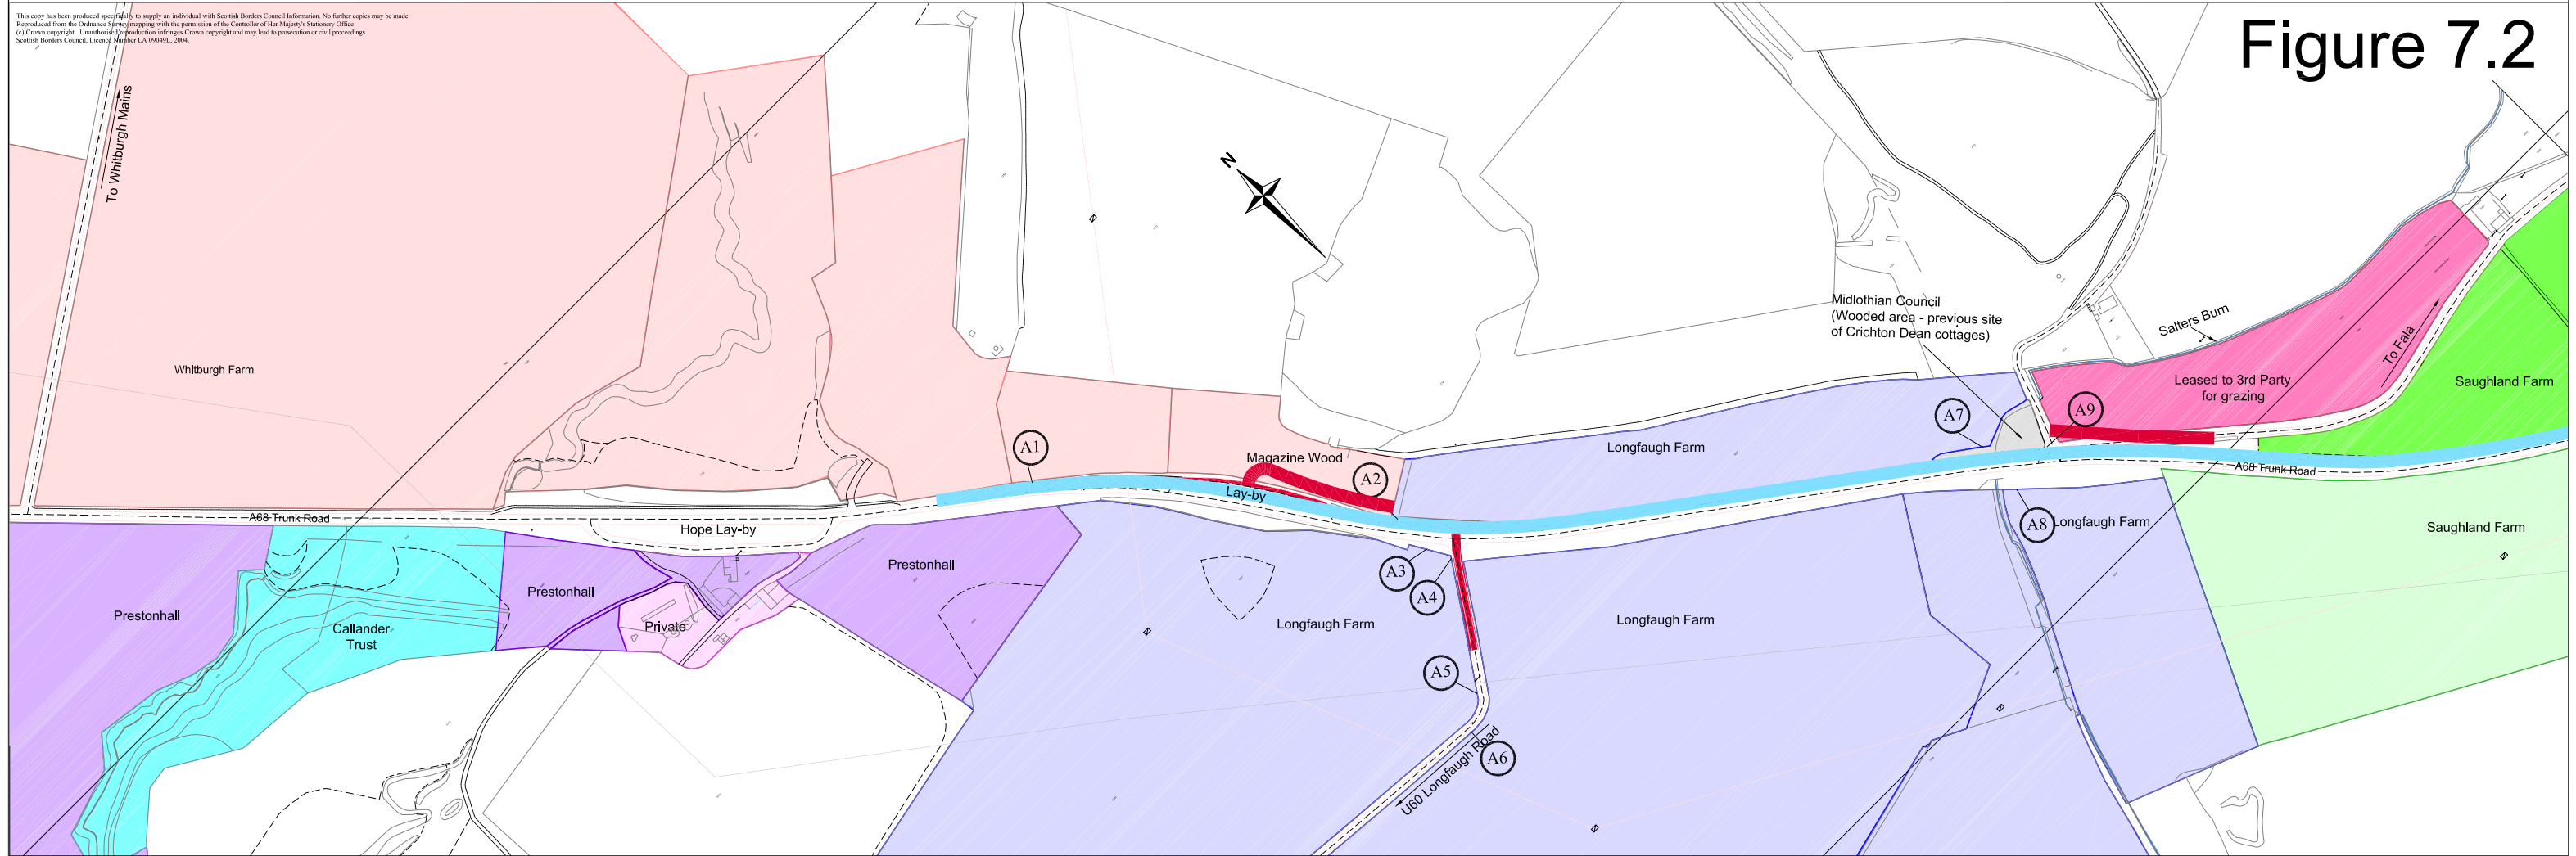 This copy has been produced specifically to supply an individual with Scottish Borders Council Information. No further copies may be made.
Reproduced from the Ordnance Survey mapping with the permission of the Controller of Her Majesty's Stationery Office
(c) Crown copyright. Unauthorised reproduction infringes Crown copyright and may lead to prosecution or civil proceedings.
Scottish Borders Council, Licence Number LA 09049L, 2004.
Figure 7.2
To Whitburgh Mains
N
Midlothian Council
(Wooded area - previous site
of Crichton Dean cottages)
Salters Burn
To Fala
Whitburgh Farm
Leased to 3rd Party
for grazing
Saughland Farm
A7
A9
A1
Longfaugh Farm
Magazine Wood
A2
A68 Trunk Road
Lay-by
A68 Trunk Road
Hope Lay-by
A8
Longfaugh Farm
Saughland Farm
Prestonhall
A3
Prestonhall
A4
Prestonhall
Longfaugh Farm
Longfaugh Farm
Private
Callander
Trust
A5
A6
U60 Longfaugh Road